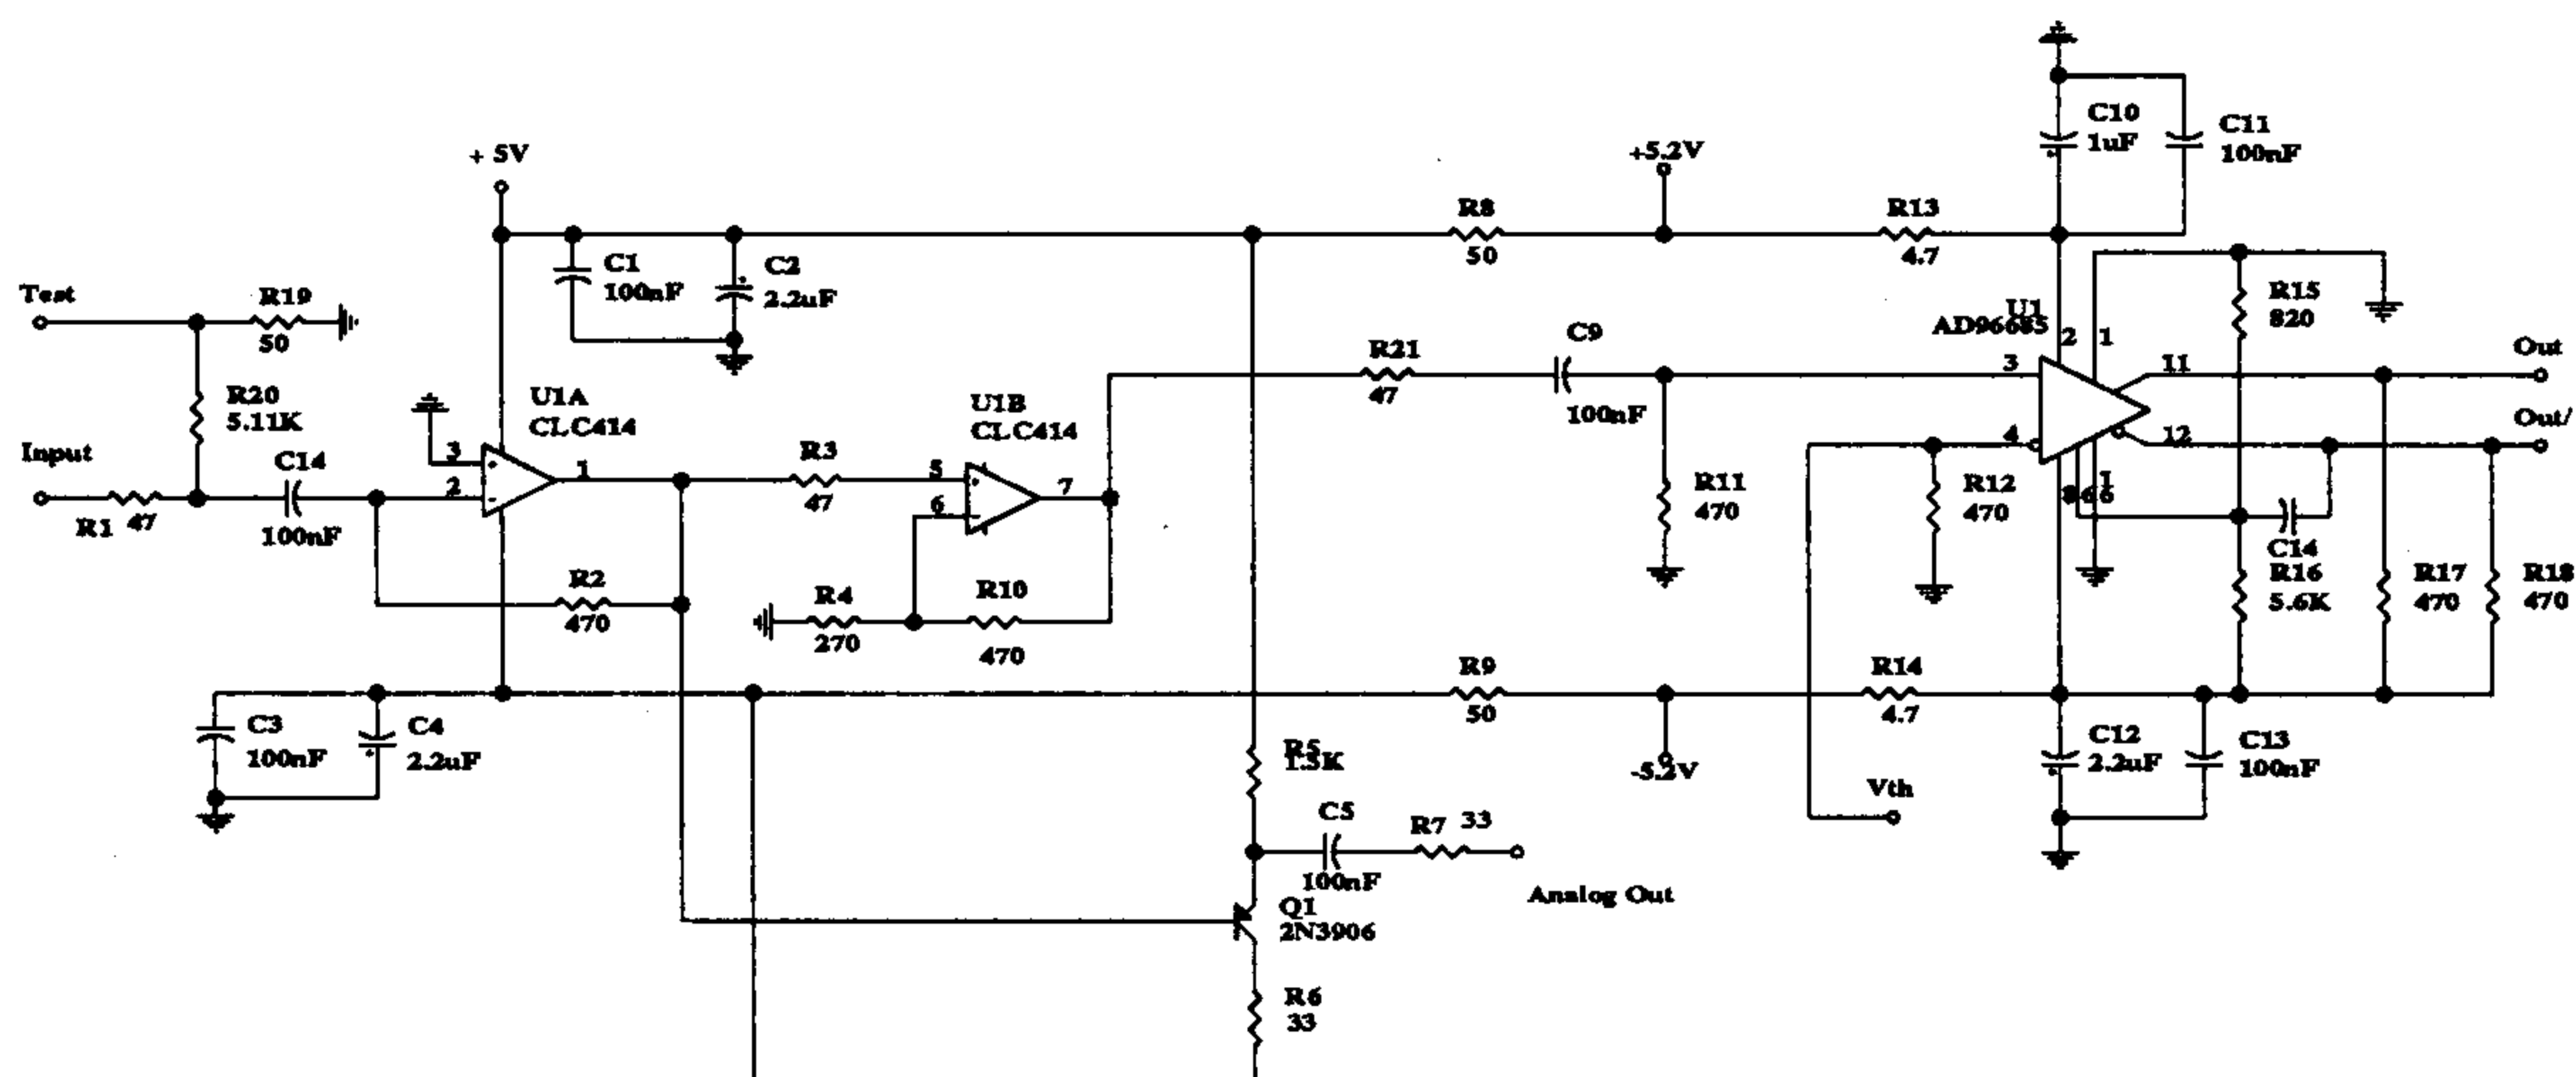 C10
1uF
C11
100nF
+ 5V
+5.2V
R8
50
R13
4.7
C1
100nF
C2
2.2uF
Test
R19
50
R15
820
U1
AD96685
2
1
C9
100nF
R21
47
3
11
Out
R20
5.11K
U1A
CLC414
U1B
CLC414
Out/
Input
C14
100nF
3
2
1
R3
47
5
6
7
4
12
R1 47
R11
470
R12
470
C14
R2
470
R4
270
R10
470
R16
5.6K
R17
470
R18
470
R9
50
R14
4.7
C3
100nF
C4
2.2uF
R5
1.5K
-5.2V
C12
2.2uF
C13
100nF
Vth
C5
100nF
R7 33
Analog Out
Q1
2N3906
R6
33